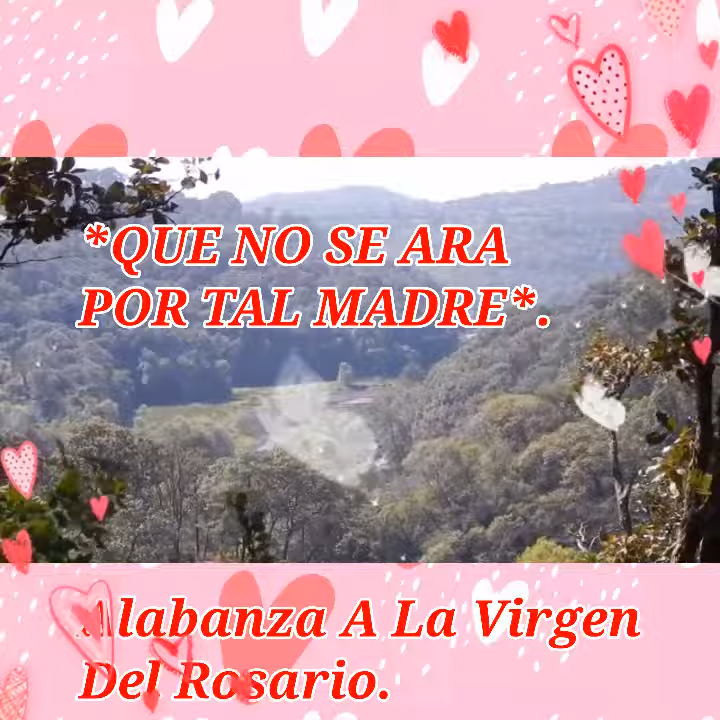 *QUE NO SE ARA
POR TAL MADRE*.
Alabanza A La Virgen
Del Rosario.